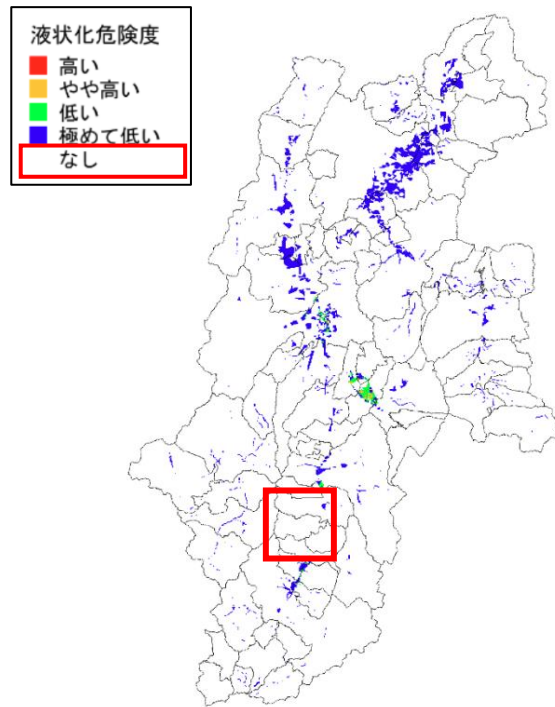 液状化危険度
高い
やや高い
低い
極めて低い
なし